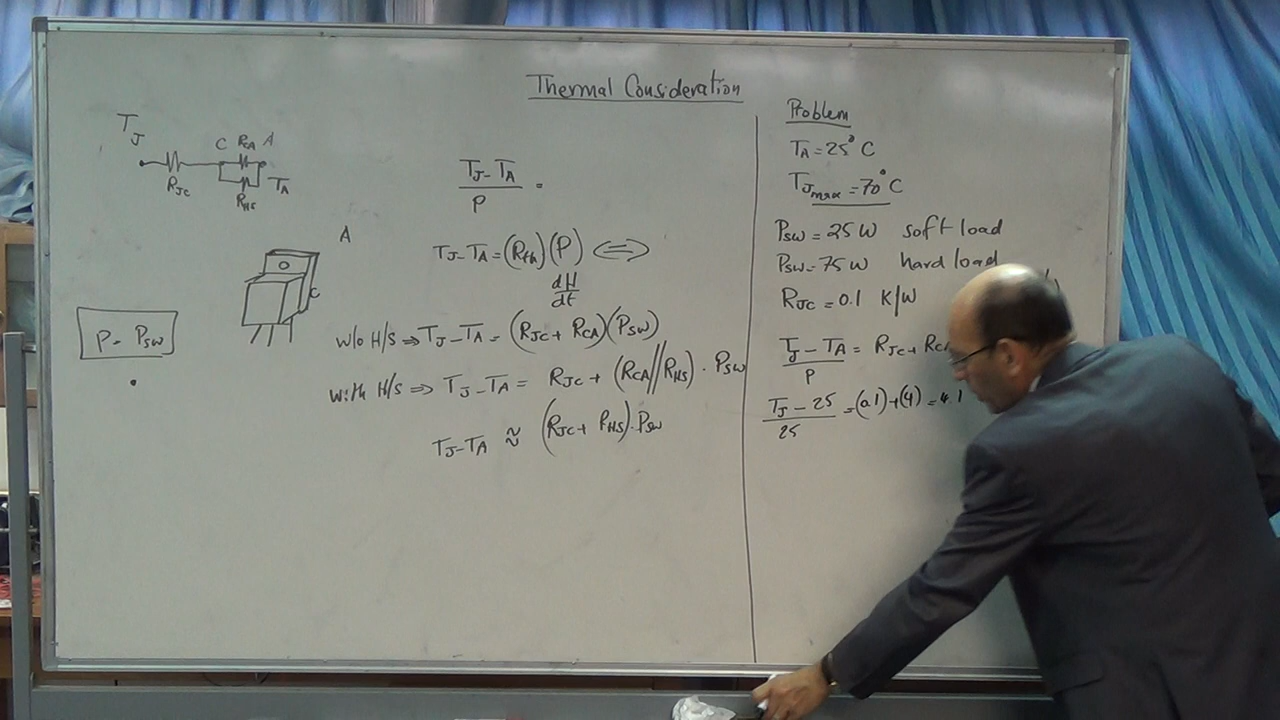 Thermal Consideration
T_J
C R_CA A
R_JC
R_HS
T_A
A
C
P = P_SW
T_J - T_A / P =
T_J - T_A = (R_th)(P) ⇔
dH/dt
w/o H/S ⇒ T_J - T_A = (R_JC + R_CA)(P_SW)
with H/S ⇒ T_J - T_A = R_JC + (R_CA // R_HS) · P_SW
T_J - T_A ≈ (R_JC + R_HS) · P_SW
Problem
T_A = 25°C
T_Jmax = 70°C
P_SW = 25 W soft load
P_SW = 75 W hard load
R_JC = 0.1 K/W
T_J - T_A / P = R_JC + R_CA
T_J - 25 / 25 = (0.1) + (4) = 4.1